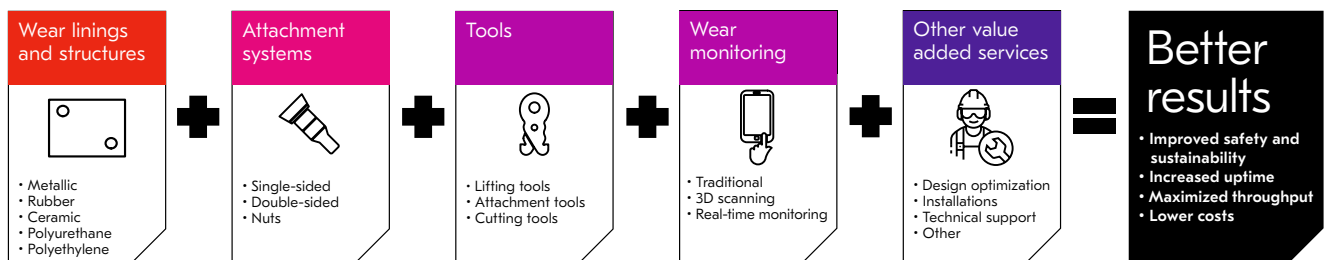 Wear linings
and structures
• Metallic
• Rubber
• Ceramic
• Polyurethane
• Polyethylene
Attachment
systems
• Single-sided
• Double-sided
• Nuts
Tools
• Lifting tools
• Attachment tools
• Cutting tools
Wear
monitoring
• Traditional
• 3D scanning
• Real-time monitoring
Other value
added services
• Design optimization
• Installations
• Technical support
• Other
Better
results
• Improved safety and
sustainability
• Increased uptime
• Maximized throughput
• Lower costs